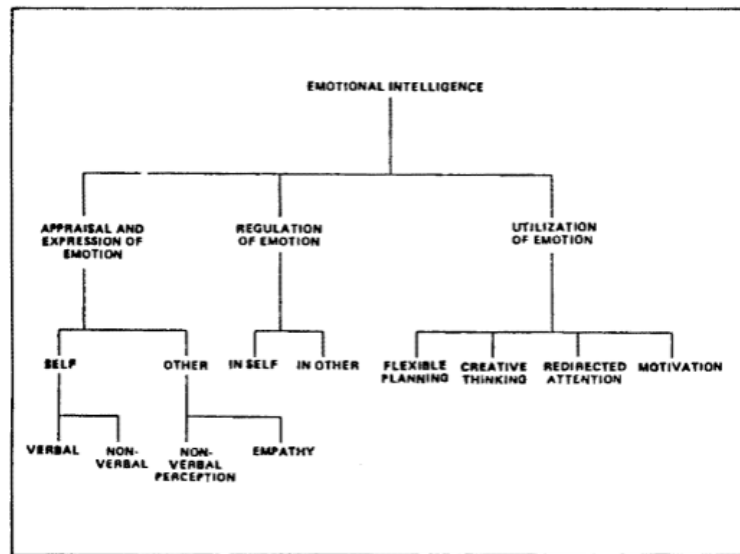 EMOTIONAL INTELLIGENCE
APPRAISAL AND
EXPRESSION OF
EMOTION
REGULATION
OF EMOTION
UTILIZATION
OF EMOTION
SELF
OTHER
IN SELF
IN OTHER
FLEXIBLE
PLANNING
CREATIVE
THINKING
REDIRECTED
ATTENTION
MOTIVATION
VERBAL
NON-
VERBAL
NON-
VERBAL
PERCEPTION
EMPATHY